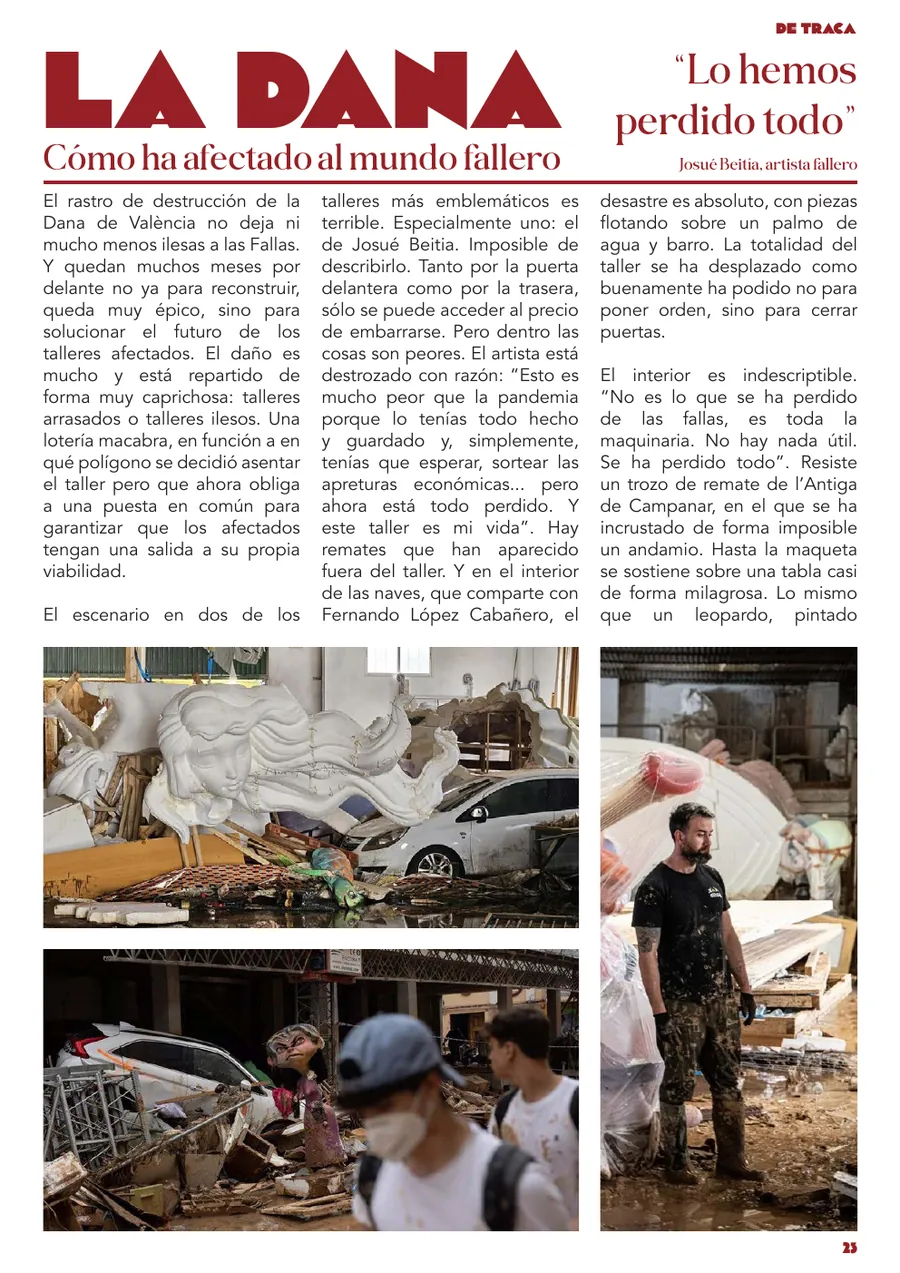 DE TRACA
LA DANA
Cómo ha afectado al mundo fallero
“Lo hemos
perdido todo”
Josué Beitia, artista fallero
El rastro de destrucción de la
Dana de València no deja ni
mucho menos ilesas a las Fallas.
Y quedan muchos meses por
delante no ya para reconstruir,
queda muy épico, sino para
solucionar el futuro de los
talleres afectados. El daño es
mucho y está repartido de
forma muy caprichosa: talleres
arrasados o talleres ilesos. Una
lotería macabra, en función a en
qué polígono se decidió asentar
el taller pero que ahora obliga
a una puesta en común para
garantizar que los afectados
tengan una salida a su propia
viabilidad.
El escenario en dos de los
talleres más emblemáticos es
terrible. Especialmente uno: el
de Josué Beitia. Imposible de
describirlo. Tanto por la puerta
delantera como por la trasera,
sólo se puede acceder al precio
de embarrarse. Pero dentro las
cosas son peores. El artista está
destrozado con razón: “Esto es
mucho peor que la pandemia
porque lo tenías todo hecho
y guardado y, simplemente,
tenías que esperar, sortear las
apreturas económicas... pero
ahora está todo perdido. Y
este taller es mi vida”. Hay
remates que han aparecido
fuera del taller. Y en el interior
de las naves, que comparte con
Fernando López Cabañero, el
desastre es absoluto, con piezas
flotando sobre un palmo de
agua y barro. La totalidad del
taller se ha desplazado como
buenamente ha podido no para
poner orden, sino para cerrar
puertas.
El interior es indescriptible.
“No es lo que se ha perdido
de las fallas, es toda la
maquinaria. No hay nada útil.
Se ha perdido todo”. Resiste
un trozo de remate de l’Antiga
de Campanar, en el que se ha
incrustado de forma imposible
un andamio. Hasta la maqueta
se sostiene sobre una tabla casi
de forma milagrosa. Lo mismo
que un leopardo, pintado
23